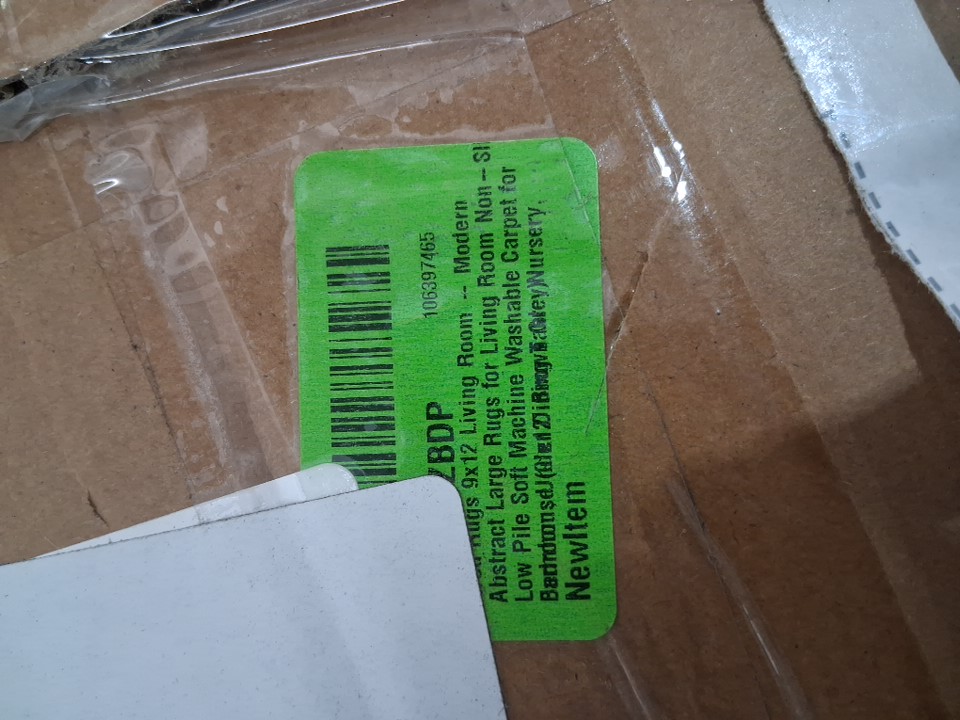 106397465
ZBDP
Rugs 9x12 Living Room -- Modern
Abstract Large Rugs for Living Room Non-
Low Pile Soft Machine Washable Carpet for
Nursery,
NewItem